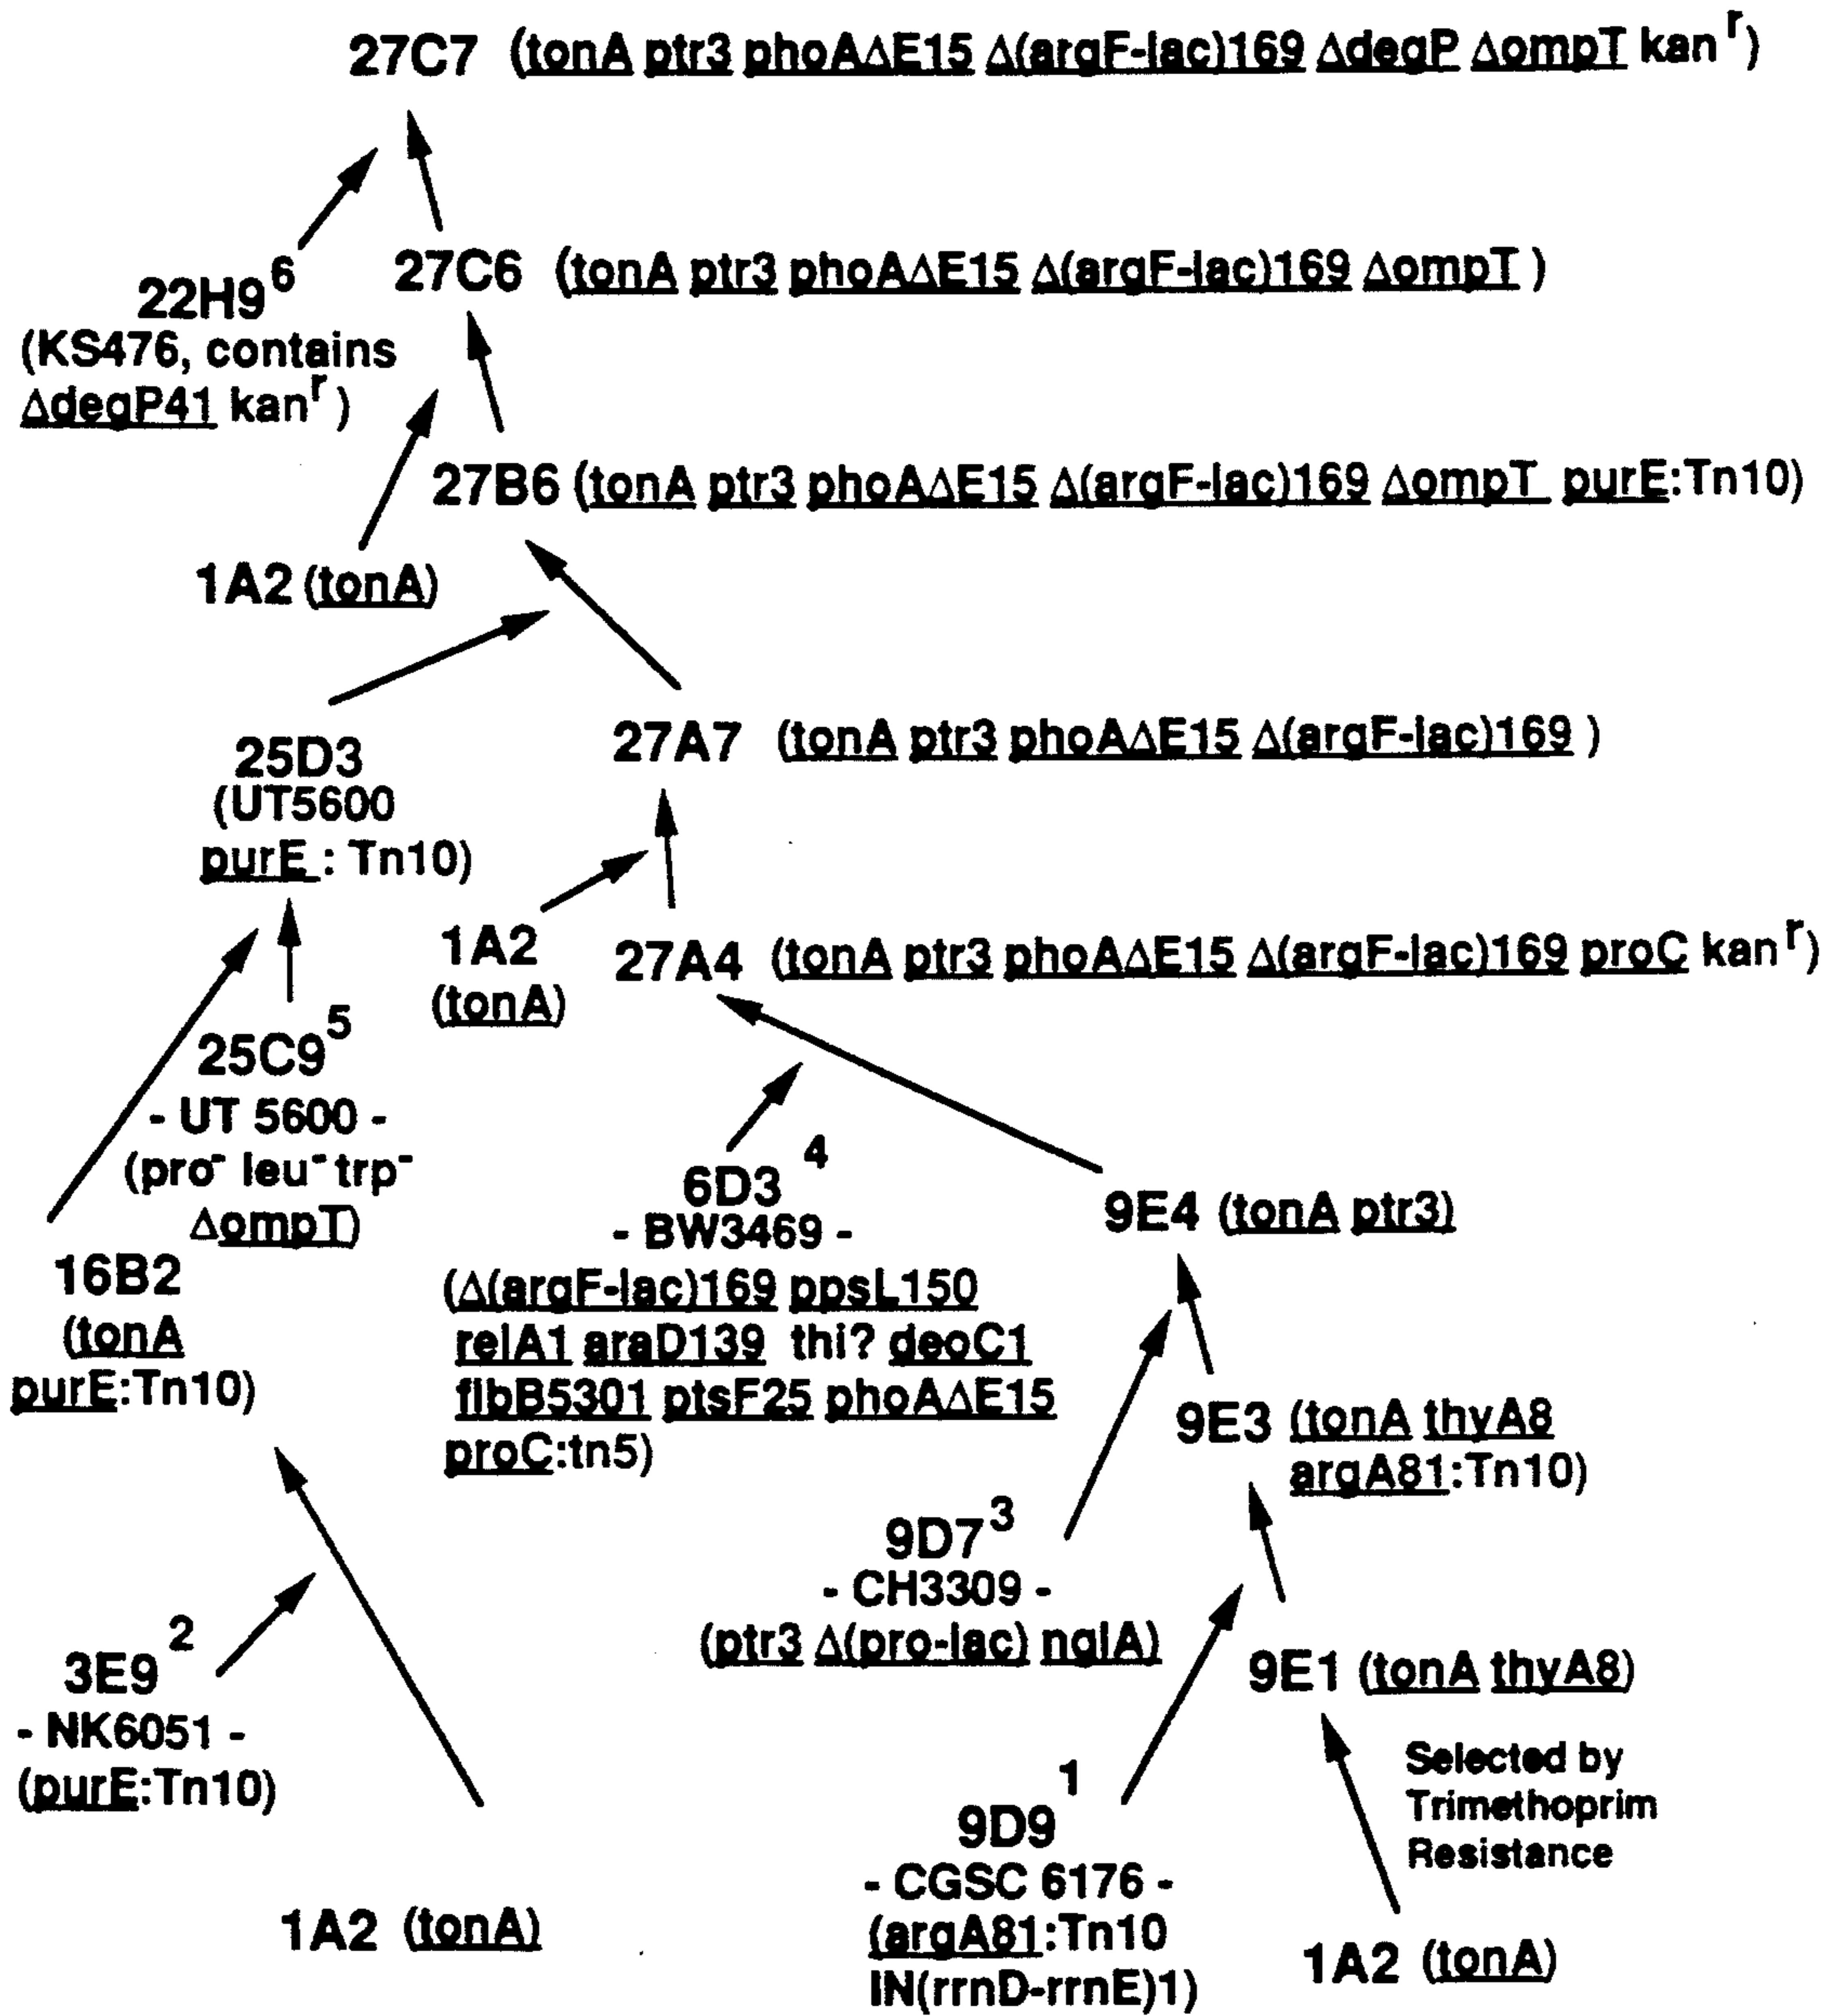 27C7 (tonA ptr3 phoAΔE15 Δ(argF-lac)169 ΔdegP ΔompT kan^r)
22H9^6
(KS476, contains
ΔdegP41 kan^r)
27C6 (tonA ptr3 phoAΔE15 Δ(argF-lac)169 ΔompT )
27B6 (tonA ptr3 phoAΔE15 Δ(argF-lac)169 ΔompT purE:Tn10)
1A2 (tonA)
25D3
(UT5600
purE : Tn10)
27A7 (tonA ptr3 phoAΔE15 Δ(argF-lac)169 )
1A2
(tonA)
27A4 (tonA ptr3 phoAΔE15 Δ(argF-lac)169 proC kan^r)
25C9^5
- UT 5600 -
(pro⁻ leu⁻ trp⁻
ΔompT)
16B2
(tonA
purE:Tn10)
6D3 ^4
- BW3469 -
(Δ(argF-lac)169 ppsL150
relA1 araD139 thi? deoC1
flbB5301 ptsF25 phoAΔE15
proC:tn5)
9E4 (tonA ptr3)
9E3 (tonA thyA8
argA81:Tn10)
9D7^3
- CH3309 -
(ptr3 Δ(pro-lac) nglA)
3E9 ^2
- NK6051 -
(purE:Tn10)
9E1 (tonA thyA8)
Selected by
Trimethoprim
Resistance
9D9 ^1
- CGSC 6176 -
(argA81:Tn10
IN(rrnD-rrnE)1)
1A2 (tonA)
1A2 (tonA)